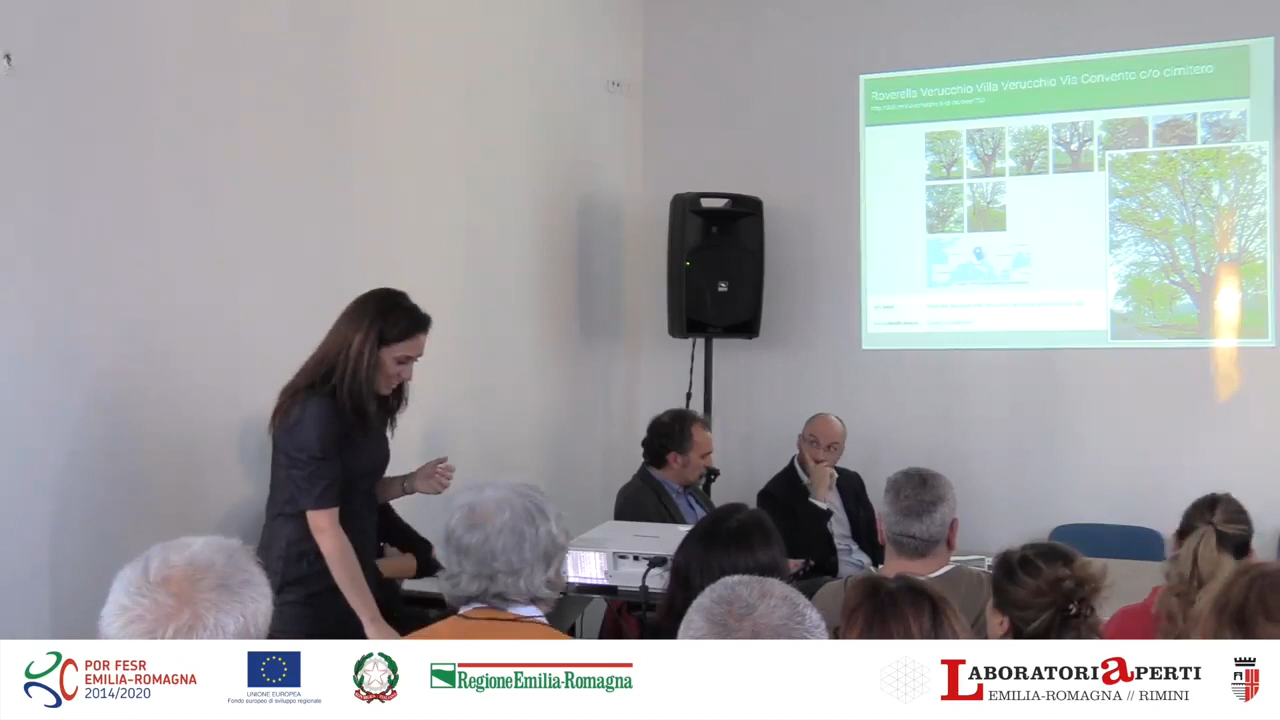 Roverella Verucchio Villa Verucchio Via Convento c/o cimitero
POR FESR
EMILIA-ROMAGNA
2014/2020
UNIONE EUROPEA
Fondo europeo di sviluppo regionale
RegioneEmilia-Romagna
LABORATORI APERTI
EMILIA-ROMAGNA // RIMINI